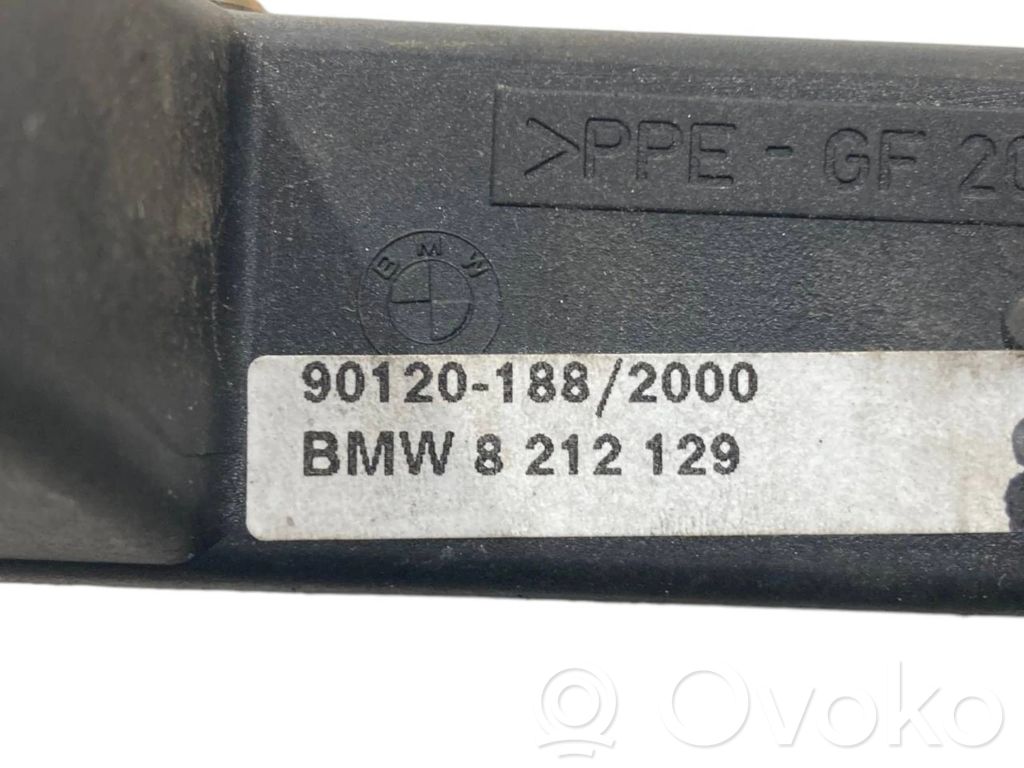 >PPE - GF 20
BMW
90120-188/2000
BMW 8 212 129
Ovoko